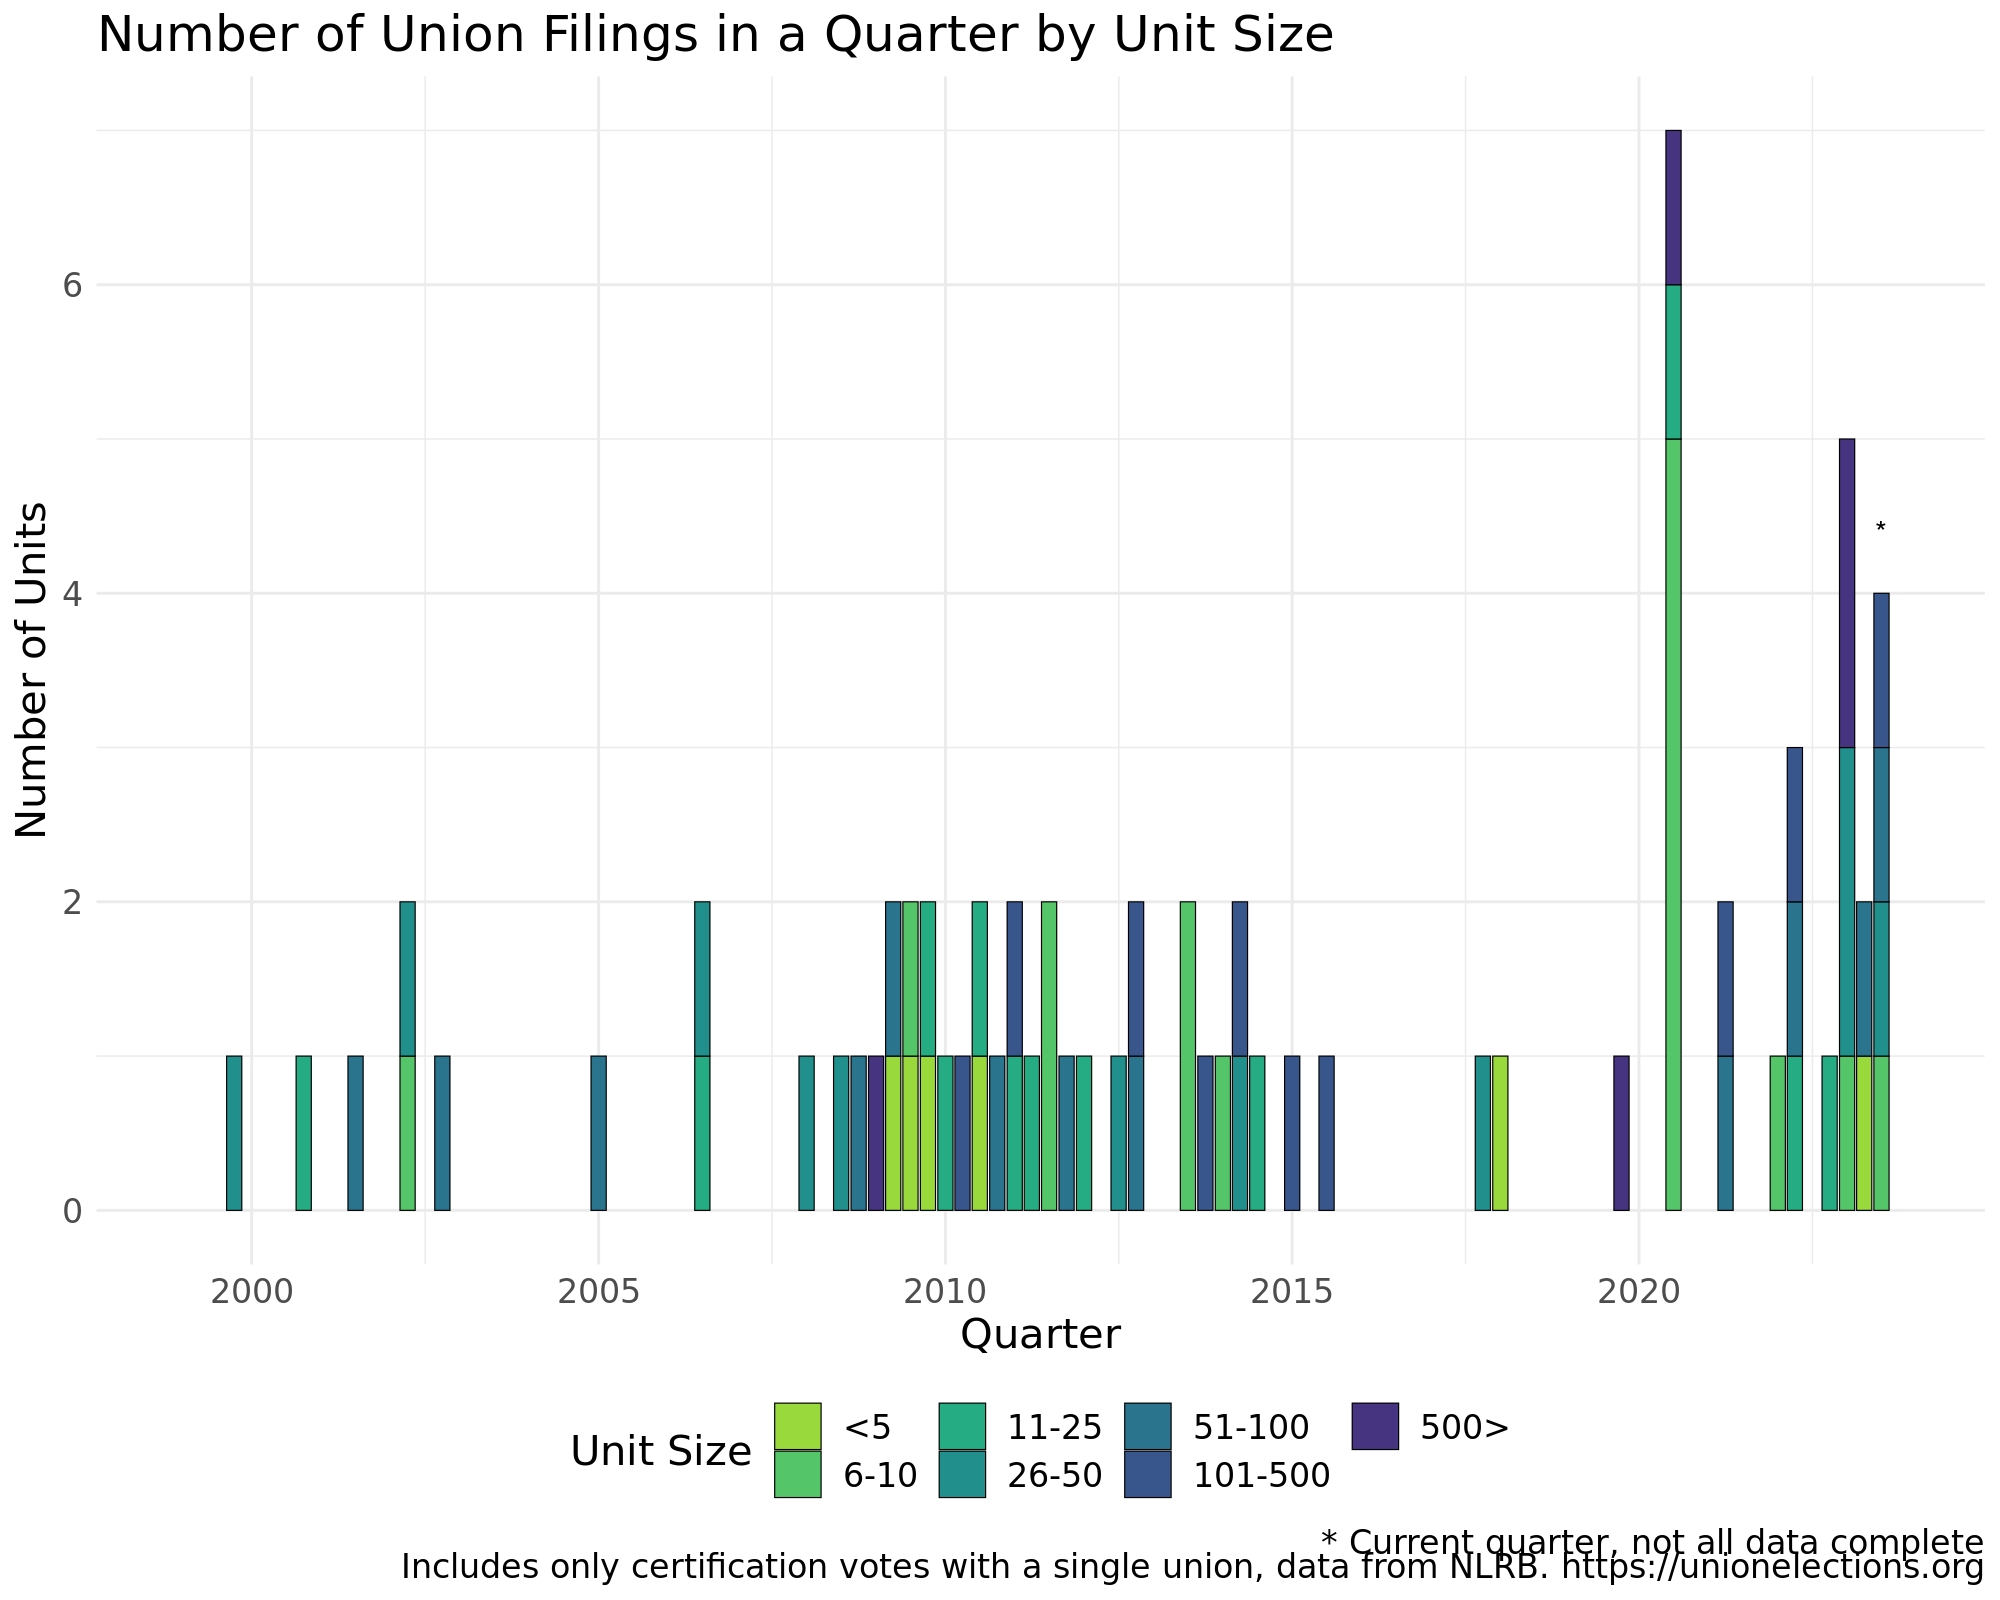 Number of Union Filings in a Quarter by Unit Size
Number of Units
6
4
2
0
*
2000
2005
2010
2015
2020
Quarter
Unit Size
<5
11-25
51-100
500>
6-10
26-50
101-500
* Current quarter, not all data complete
Includes only certification votes with a single union, data from NLRB. https://unionelections.org